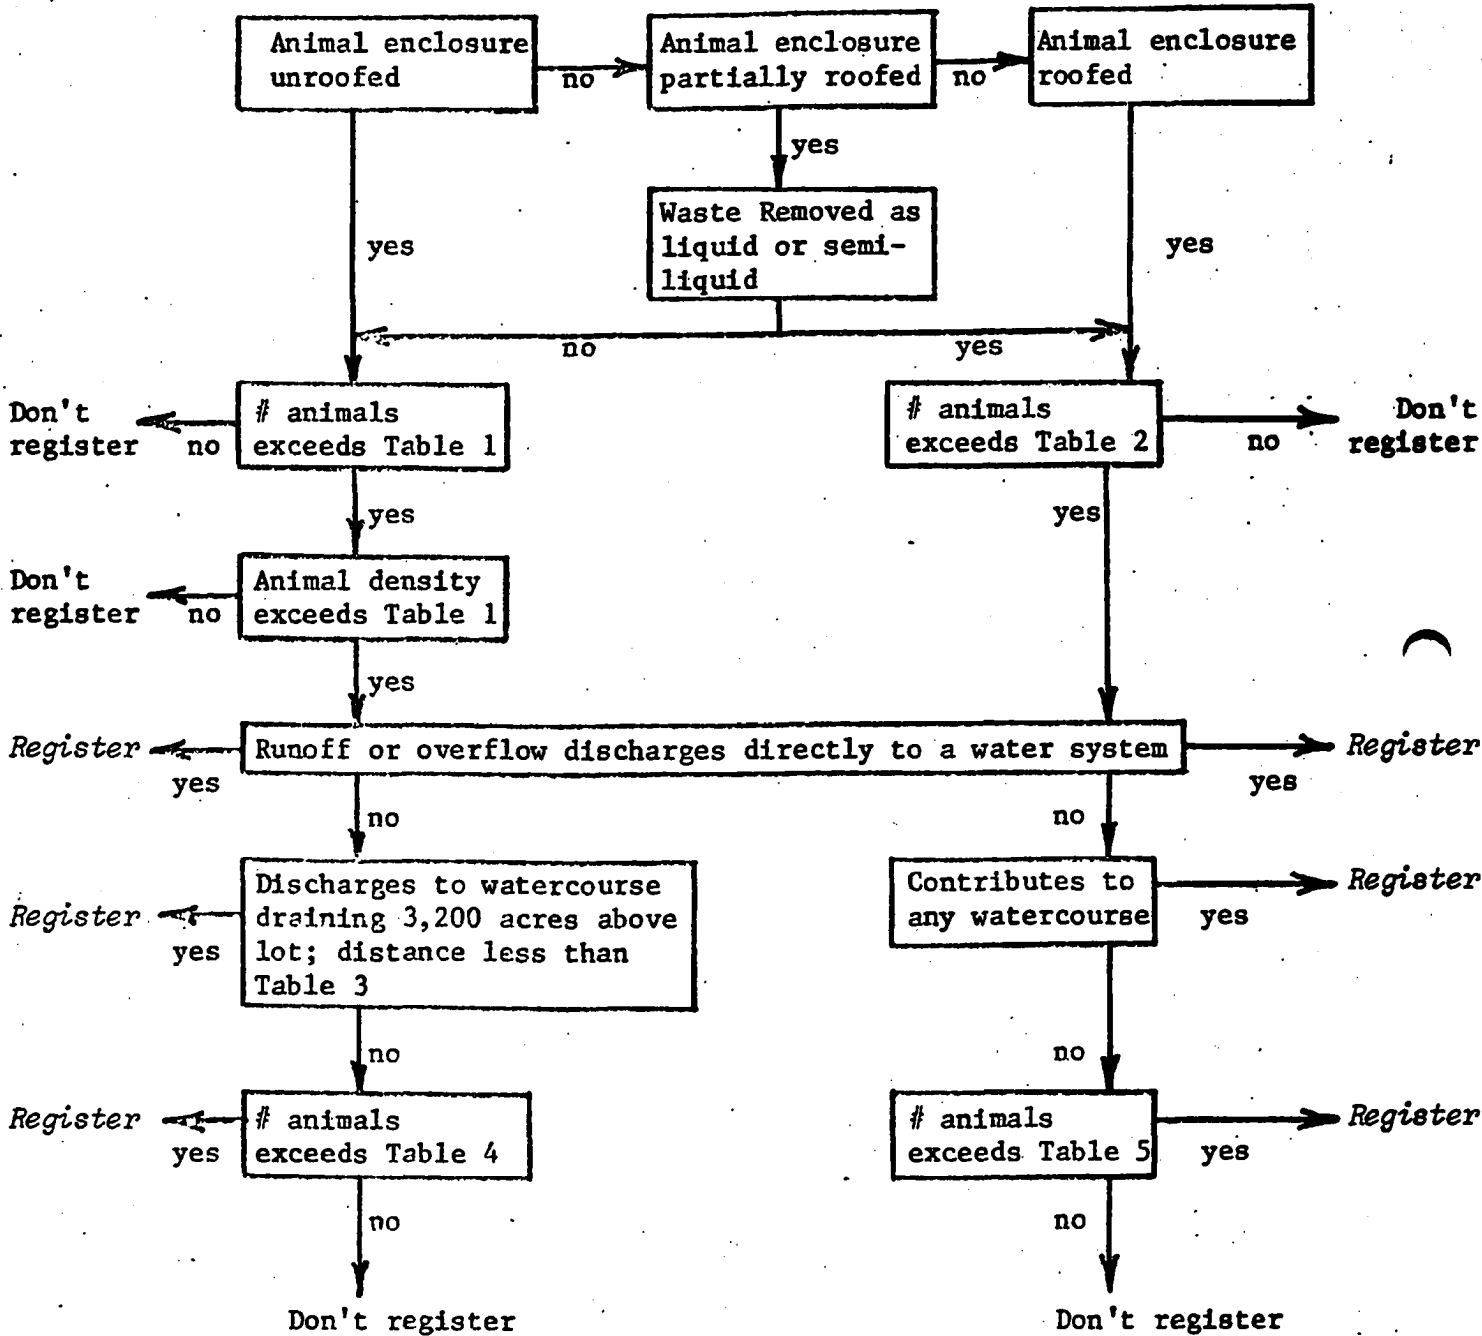 Animal enclosure
unroofed
no
Animal enclosure
partially roofed
no
Animal enclosure
roofed
yes
yes
yes
Waste Removed as
liquid or semi-
liquid
no
yes
Don't
register
no
# animals
exceeds Table 1
# animals
exceeds Table 2
no
Don't
register
yes
yes
Don't
register
no
Animal density
exceeds Table 1
yes
Register
yes
Runoff or overflow discharges directly to a water system
yes
Register
no
no
Register
yes
Discharges to watercourse
draining 3,200 acres above
lot; distance less than
Table 3
Contributes to
any watercourse
yes
Register
no
no
Register
yes
# animals
exceeds Table 4
# animals
exceeds Table 5
yes
Register
no
no
Don't register
Don't register